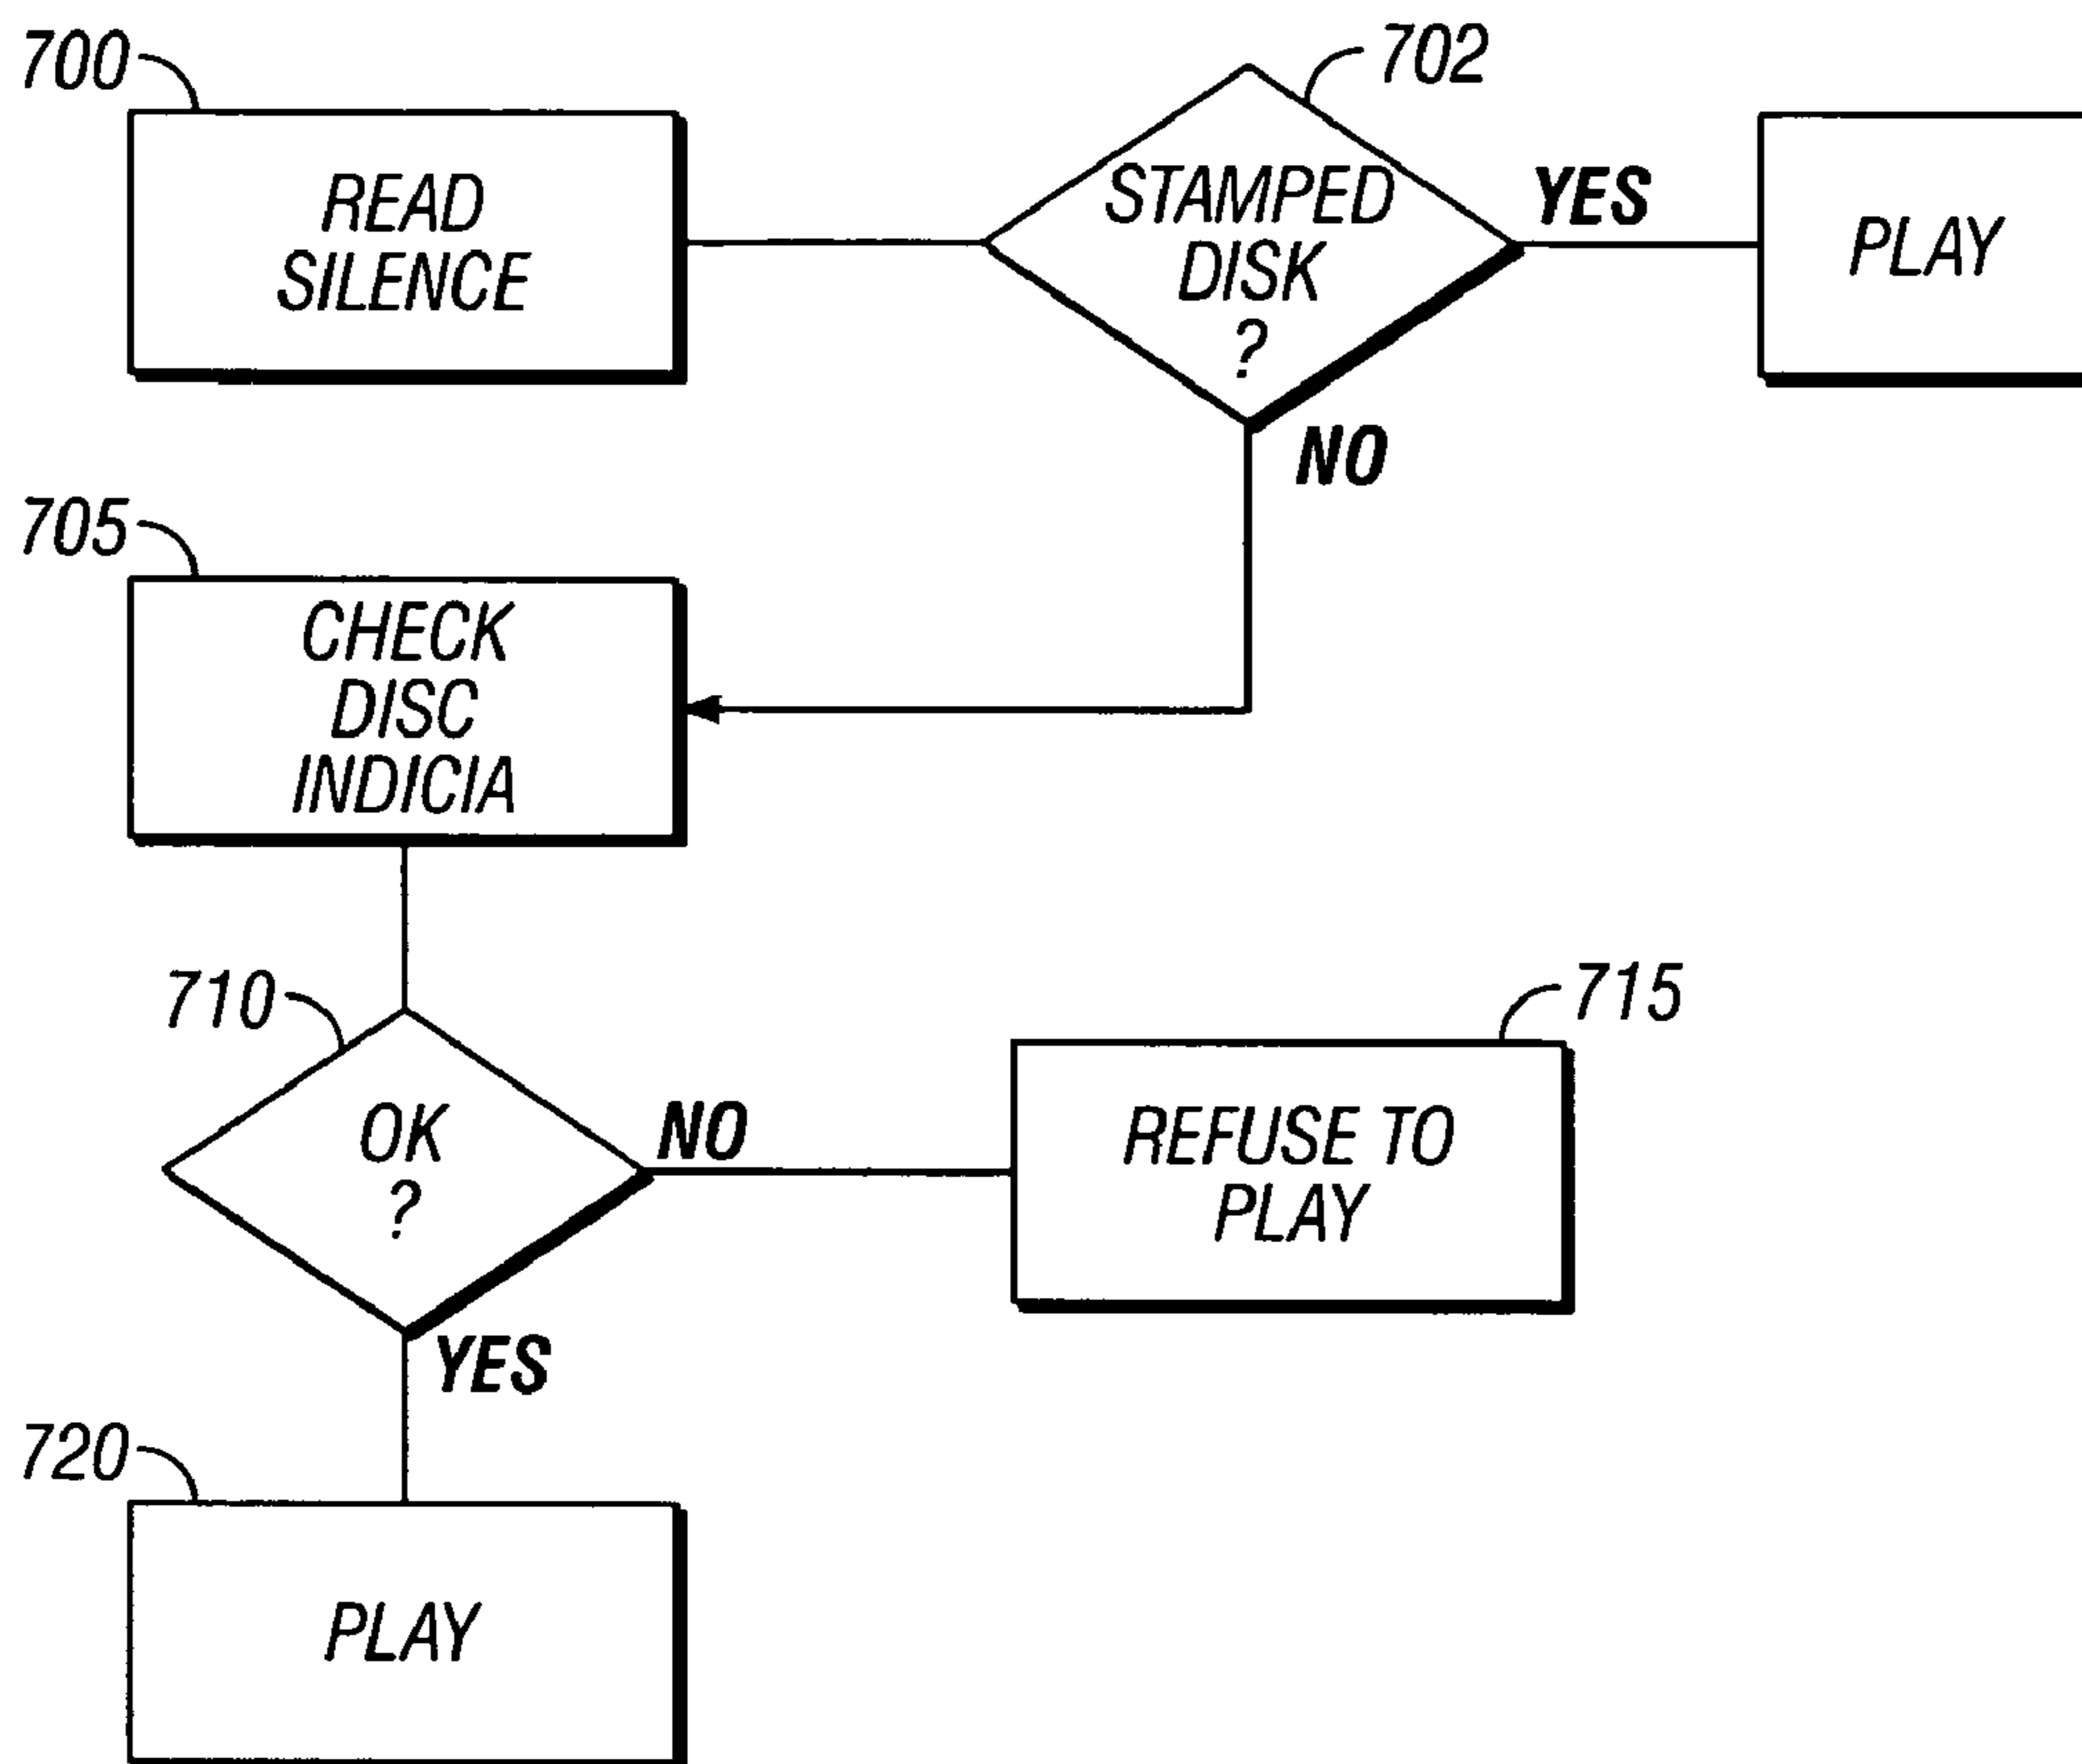 700
READ
SILENCE
702
STAMPED
DISK
?
YES
PLAY
NO
705
CHECK
DISC
INDICIA
710
OK
?
NO
715
REFUSE TO
PLAY
YES
720
PLAY